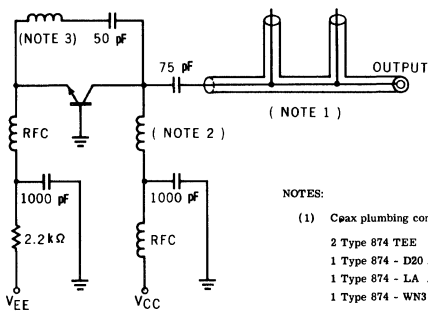 (NOTE 3)
50 pF
75 pF
OUTPUT
(NOTE 1)
RFC
(NOTE 2)
1000 pF
1000 pF
2.2 kΩ
RFC
VEE
VCC
NOTES:
(1) Coax plumbing con
2 Type 874 TEE
1 Type 874 - D20
1 Type 874 - LA
1 Type 874 - WN3